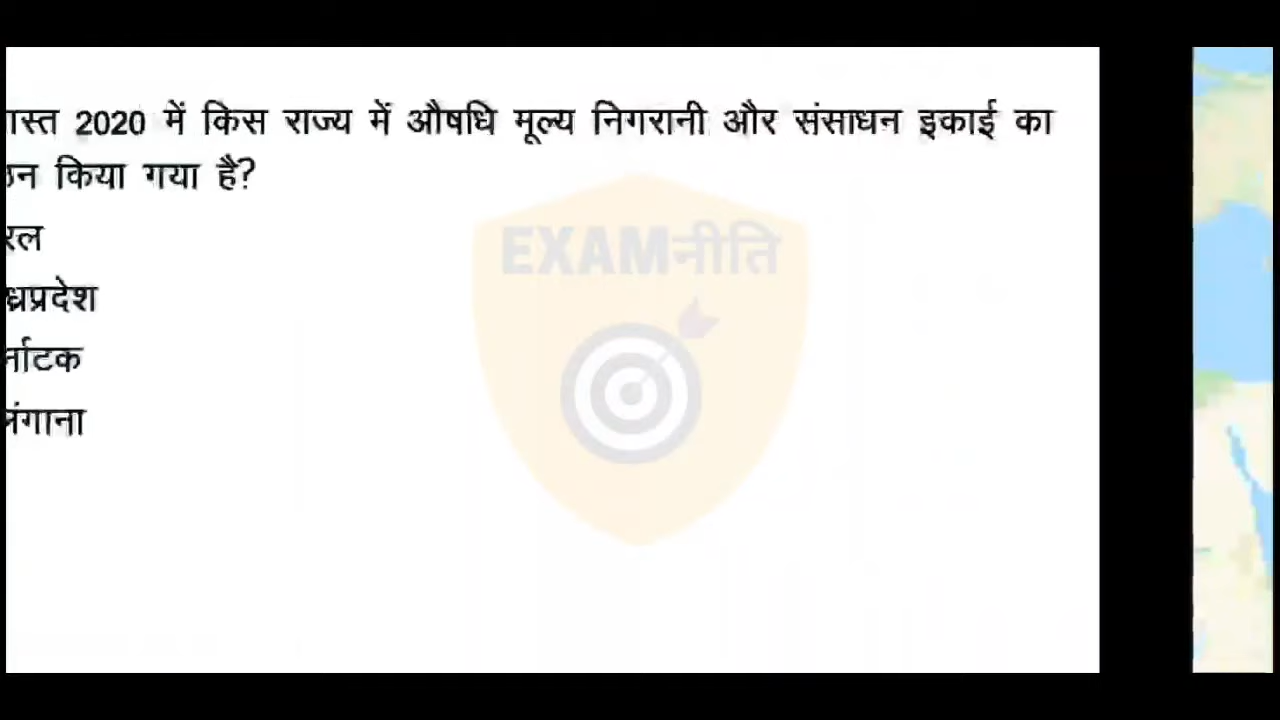 ास्त 2020 में किस राज्य में औषधि मूल्य निगरानी और संसाधन इकाई का
ठन किया गया है?
रल
ध्रप्रदेश
र्नाटक
लंगाना
EXAMनीति